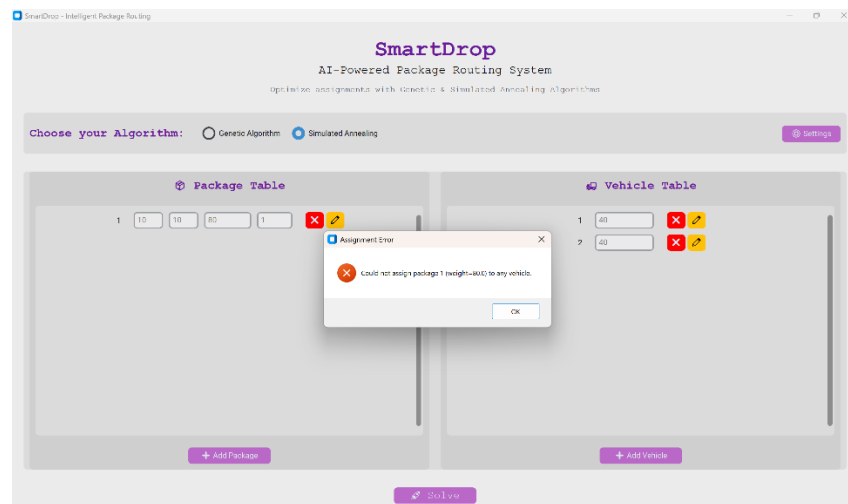 SmartDrop - Intelligent Package Routing
SmartDrop
AI-Powered Package Routing System
Optimize assignments with Genetic & Simulated Annealing Algorithms
Choose your Algorithm:
Genetic Algorithm
Simulated Annealing
Settings
Package Table
1 10 10 80 1
Vehicle Table
1 40
2 40
Assignment Error
Could not assign package 1 (weight=80.0) to any vehicle.
OK
Add Package
Add Vehicle
Solve